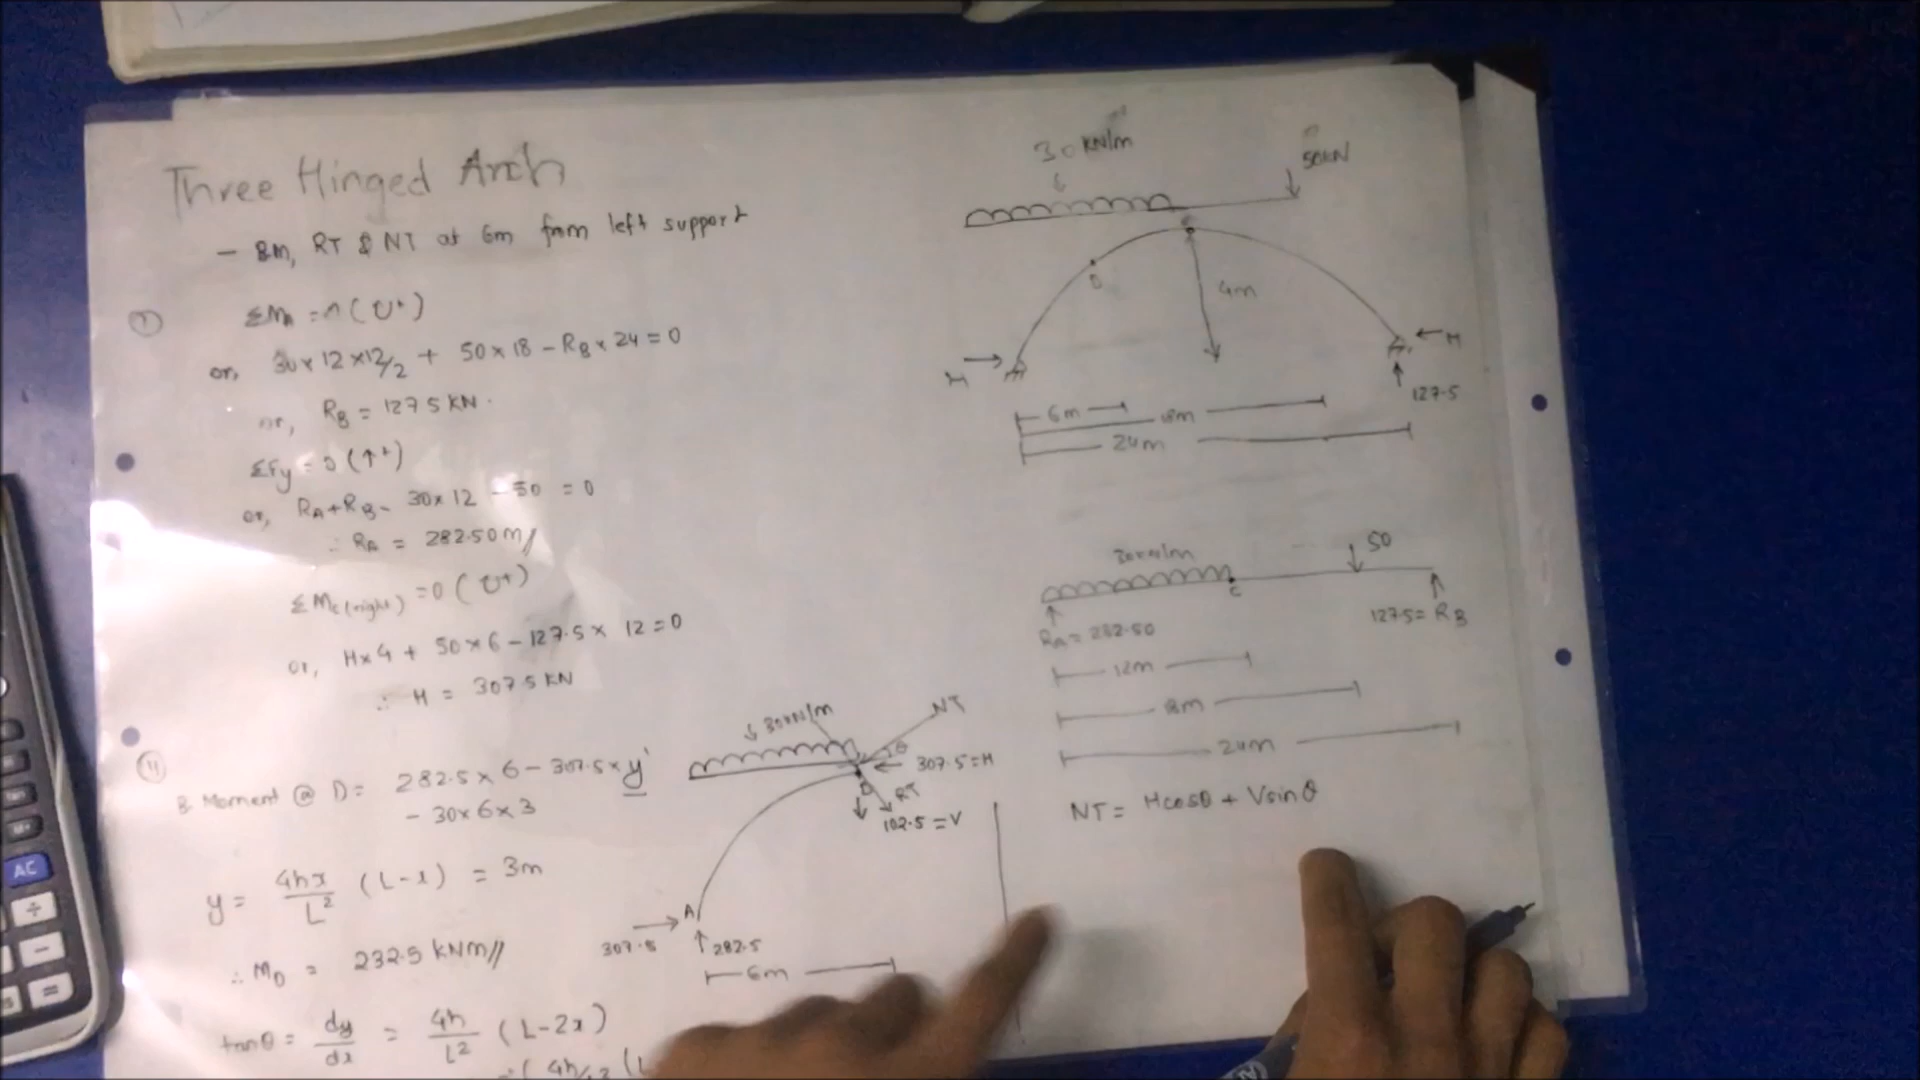 Three Hinged Arch
- BM, RT & NT at 6m from left support
30 KN/m
50KN
C
D
4m
H
H
127.5
6m
18m
24m
(1)
ΣMA = 0 (↻+)
or, 30 x 12 x 12/2 + 50 x 18 - RB x 24 = 0
or, RB = 127.5 KN.
ΣFy = 0 (↑+)
or, RA + RB - 30 x 12 - 50 = 0
∴ RA = 282.50 m//
ΣMc (right) = 0 (↻+)
or, H x 4 + 50 x 6 - 127.5 x 12 = 0
∴ H = 307.5 KN
30KN/m
50
C
RA = 282.50
127.5 = RB
12m
18m
24m
(11)
B Moment @ D = 282.5 x 6 - 307.5 x y
- 30 x 6 x 3
y = 4hx/L² (L-x) = 3m
∴ MD = 232.5 kNm//
tanθ = dy/dx = 4h/L² (L-2x)
30KN/m
NT
θ
307.5 = H
D
RT
102.5 = V
A
307.5
282.5
6m
NT = Hcosθ + Vsinθ
AC
÷
−
=